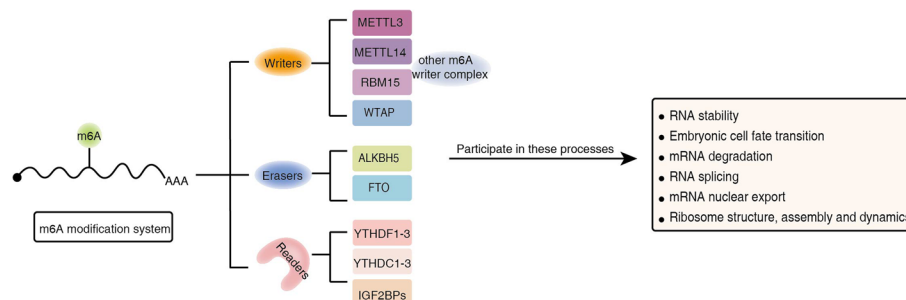 m6A
AAA
m6A modification system
Writers
METTL3
METTL14
RBM15
WTAP
other m6A
writer complex
Erasers
ALKBH5
FTO
Readers
YTHDF1-3
YTHDC1-3
IGF2BPs
Participate in these processes
RNA stability
Embryonic cell fate transition
mRNA degradation
RNA splicing
mRNA nuclear export
Ribosome structure, assembly and dynamics